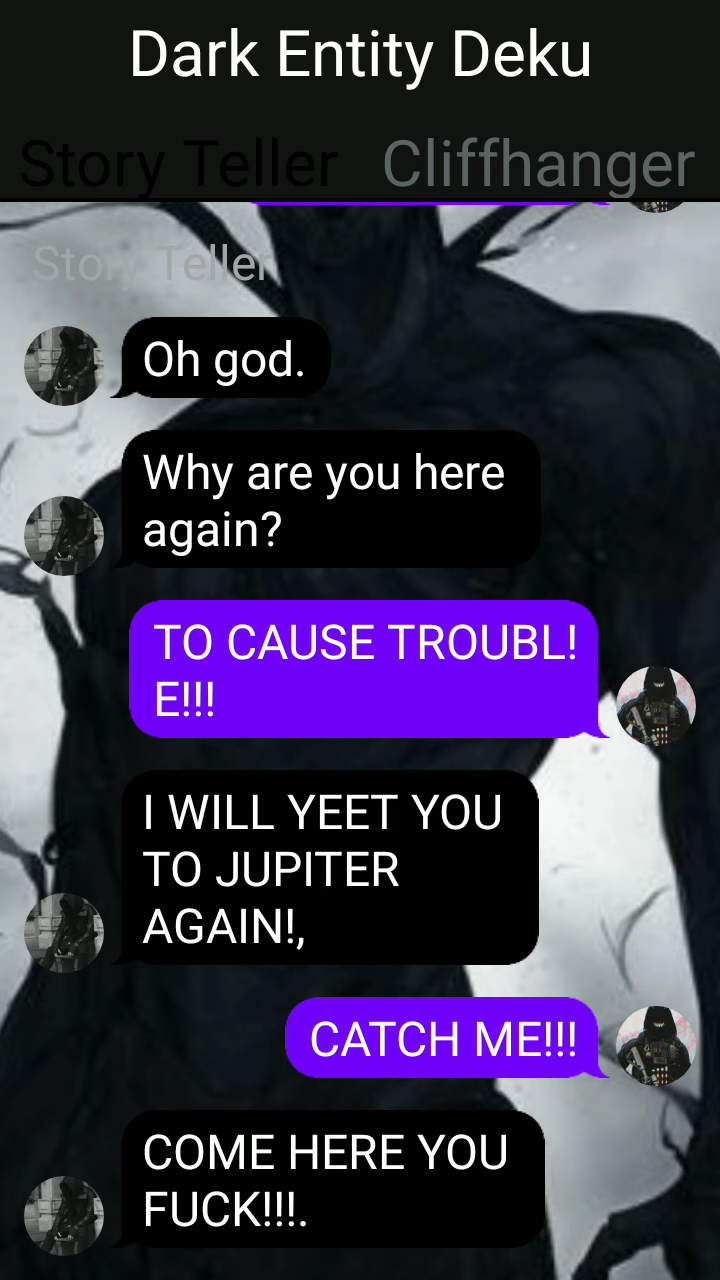 Dark Entity Deku
Story Teller Cliffhanger
Story Teller
Oh god.
Why are you here
again?
TO CAUSE TROUBL!
E!!!
I WILL YEET YOU
TO JUPITER
AGAIN!,
CATCH ME!!!
COME HERE YOU
FUCK!!!.